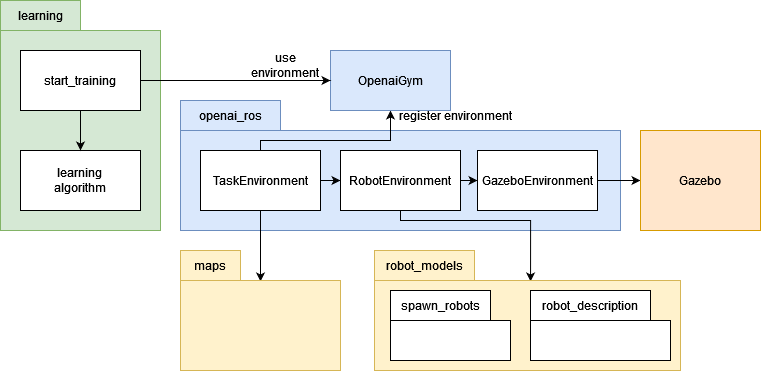 learning
start_training
use
environment
OpenaiGym
openai_ros
register environment
learning
algorithm
TaskEnvironment
RobotEnvironment
GazeboEnvironment
Gazebo
maps
robot_models
spawn_robots
robot_description